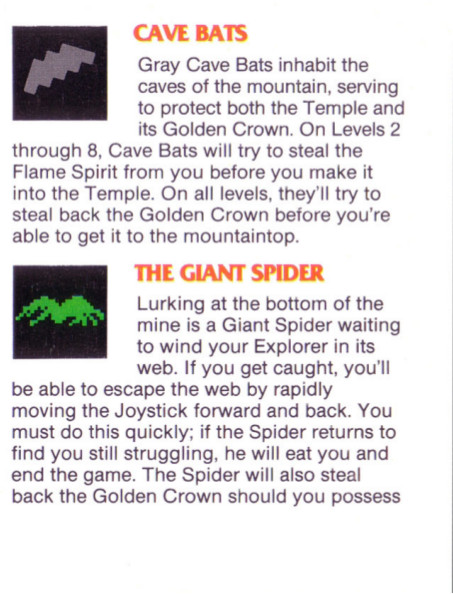 CAVE BATS
Gray Cave Bats inhabit the
caves of the mountain, serving
to protect both the Temple and
its Golden Crown. On Levels 2
through 8, Cave Bats will try to steal the
Flame Spirit from you before you make it
into the Temple. On all levels, they'll try to
steal back the Golden Crown before you're
able to get it to the mountaintop.
THE GIANT SPIDER
Lurking at the bottom of the
mine is a Giant Spider waiting
to wind your Explorer in its
web. If you get caught, you'll
be able to escape the web by rapidly
moving the Joystick forward and back. You
must do this quickly; if the Spider returns to
find you still struggling, he will eat you and
end the game. The Spider will also steal
back the Golden Crown should you possess